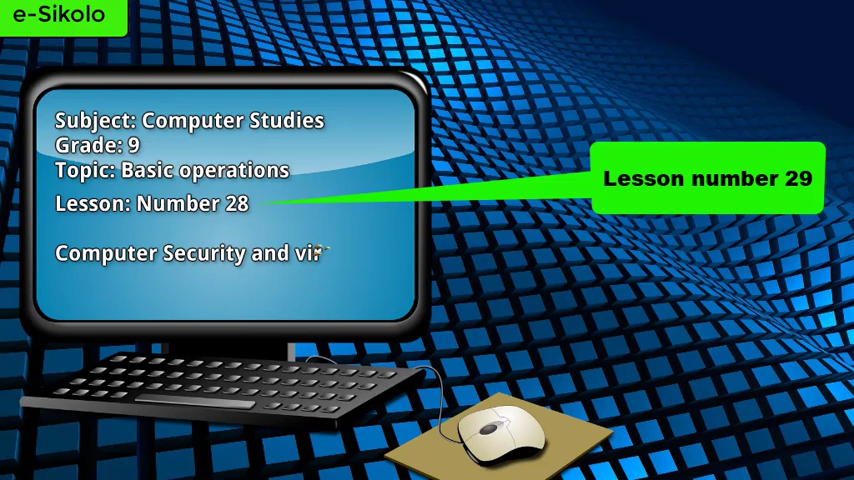 e-Sikolo
Subject: Computer Studies
Grade: 9
Topic: Basic operations
Lesson: Number 28
Lesson number 29
Computer Security and